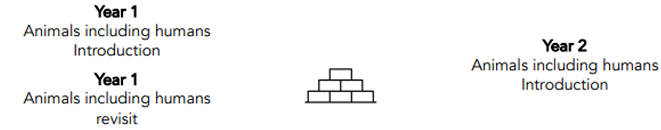 Year 1
Animals including humans
Introduction
Year 1
Animals including humans
revisit
Year 2
Animals including humans
Introduction